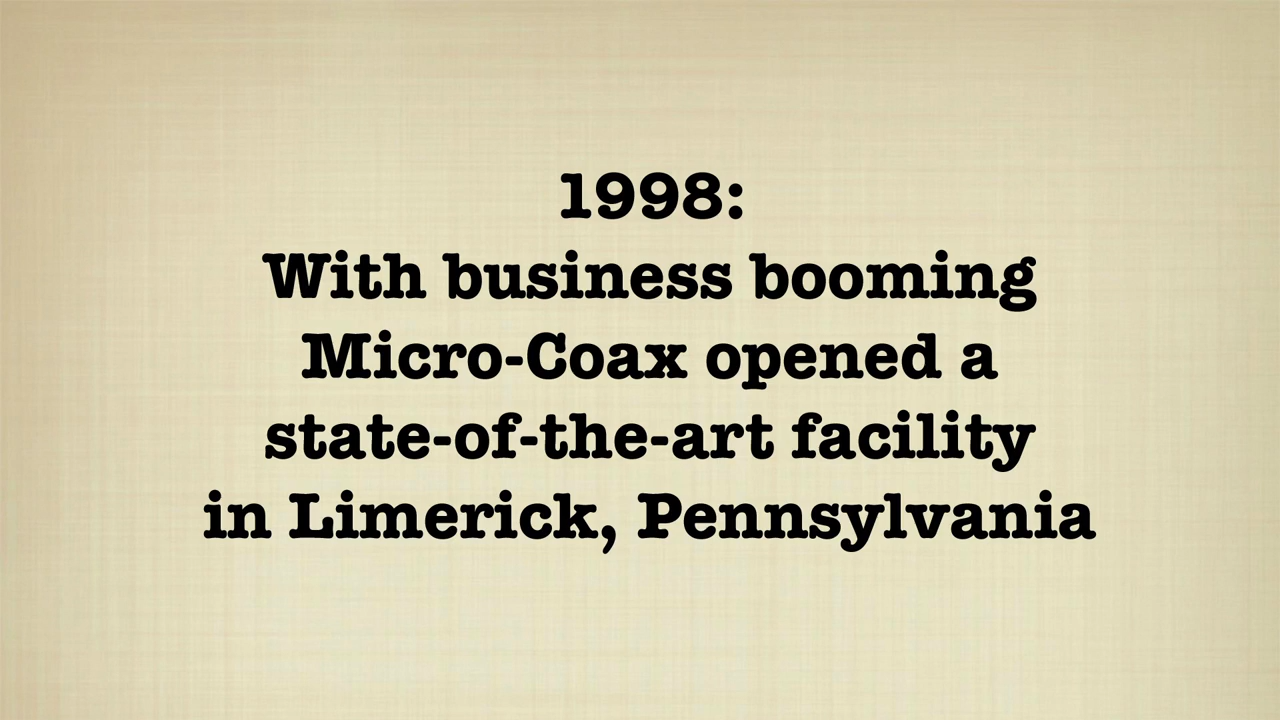 1998:
With business booming
Micro-Coax opened a
state-of-the-art facility
in Limerick, Pennsylvania